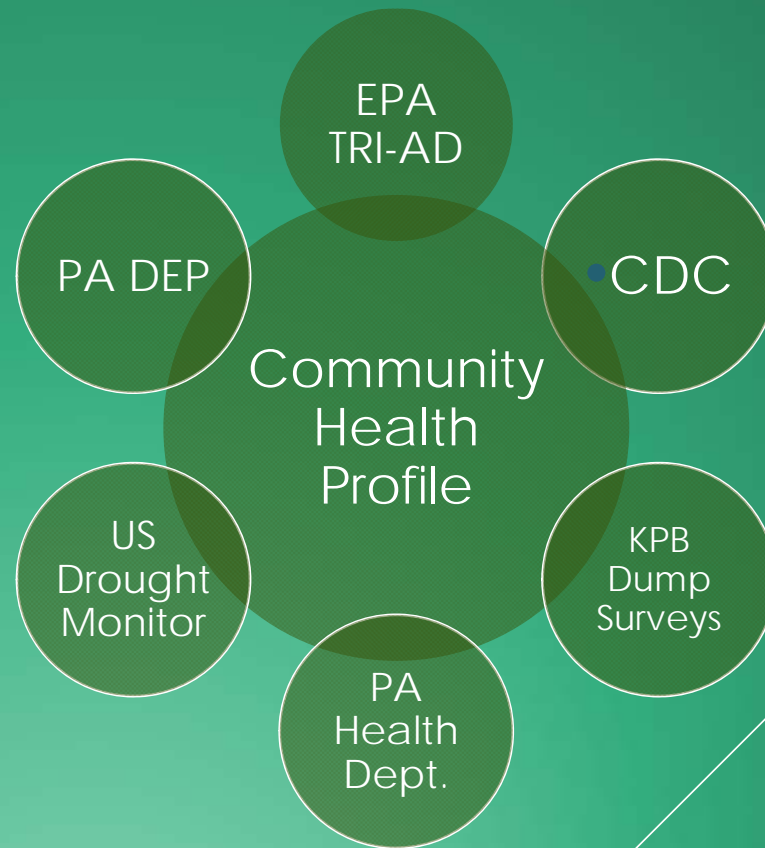 EPA
TRI-AD
PA DEP
•CDC
Community
Health
Profile
US
Drought
Monitor
KPB
Dump
Surveys
PA
Health
Dept.